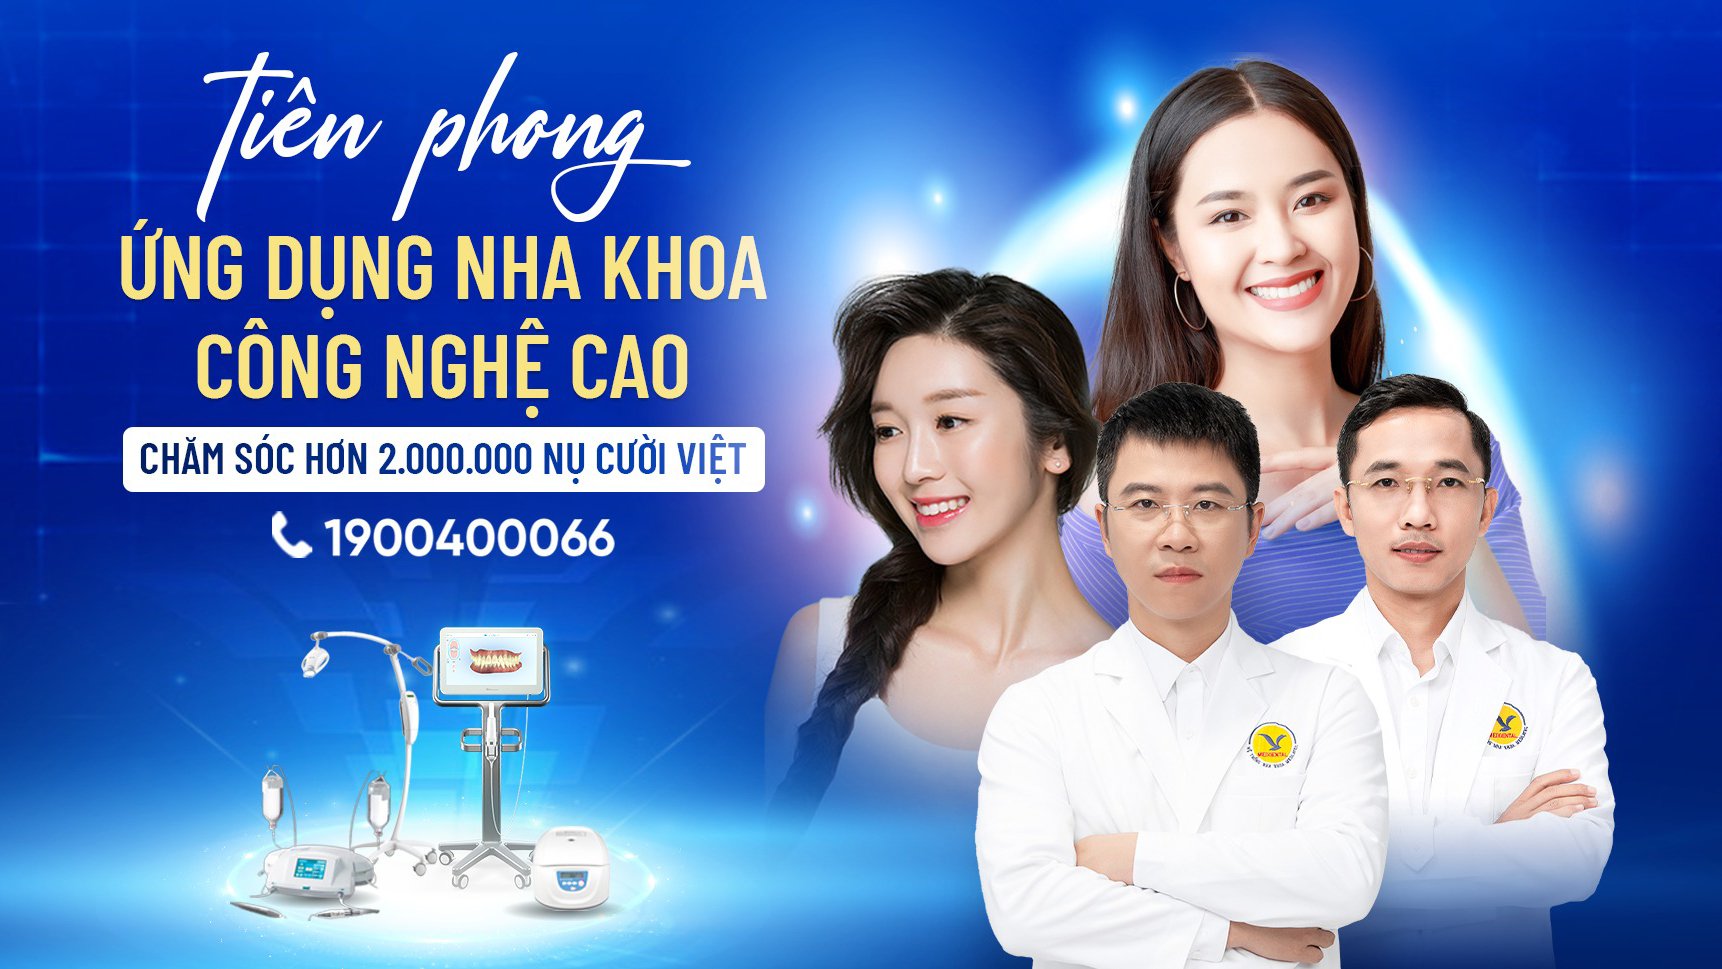 Tiên phong
ỨNG DỤNG NHA KHOA
CÔNG NGHỆ CAO
CHĂM SÓC HƠN 2.000.000 NỤ CƯỜI VIỆT
1900400066
MEDDENTAL